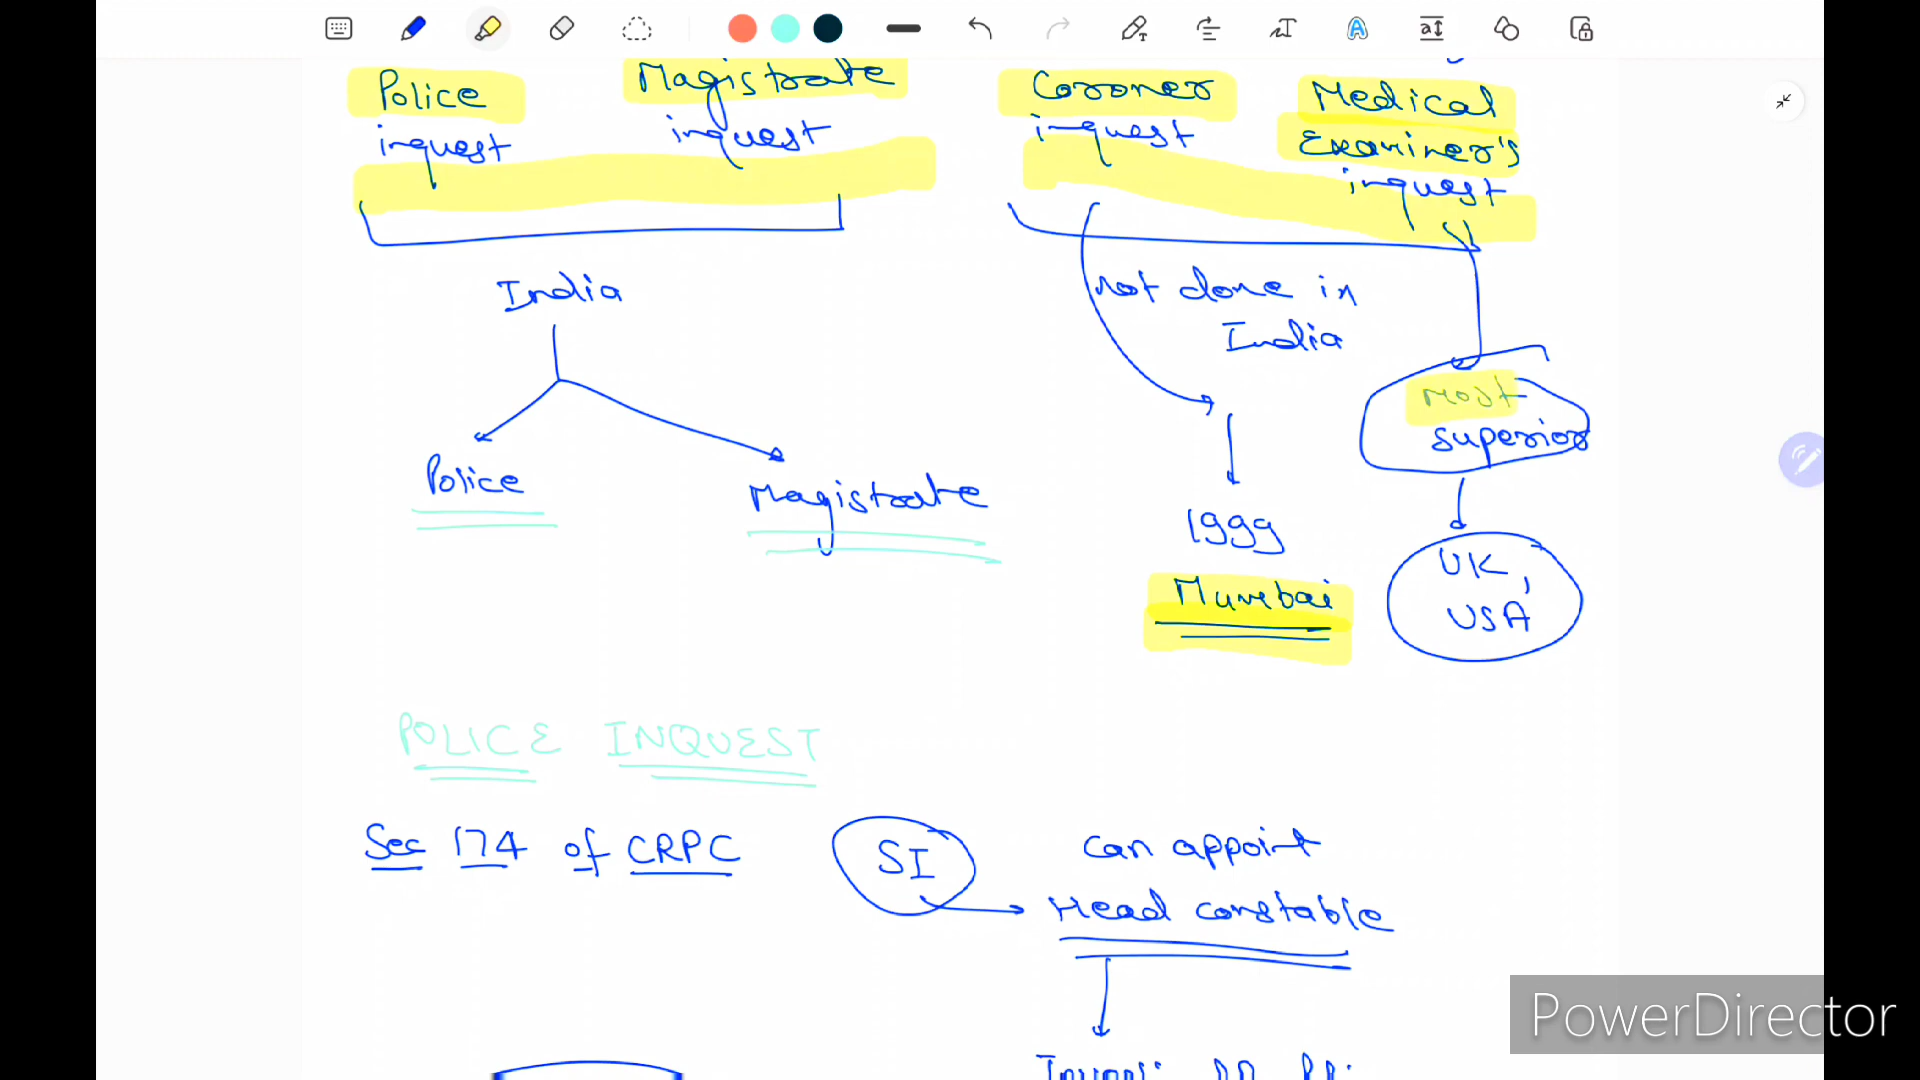 Police
inquest
Magistrate
inquest
Coroner
inquest
Medical
Examiner's
inquest
India
not done in
India
Police
Magistrate
1999
Mumbai
Most
superior
UK,
USA
POLICE INQUEST
Sec 174 of CRPC
SI
can appoint
Head constable
PowerDirector